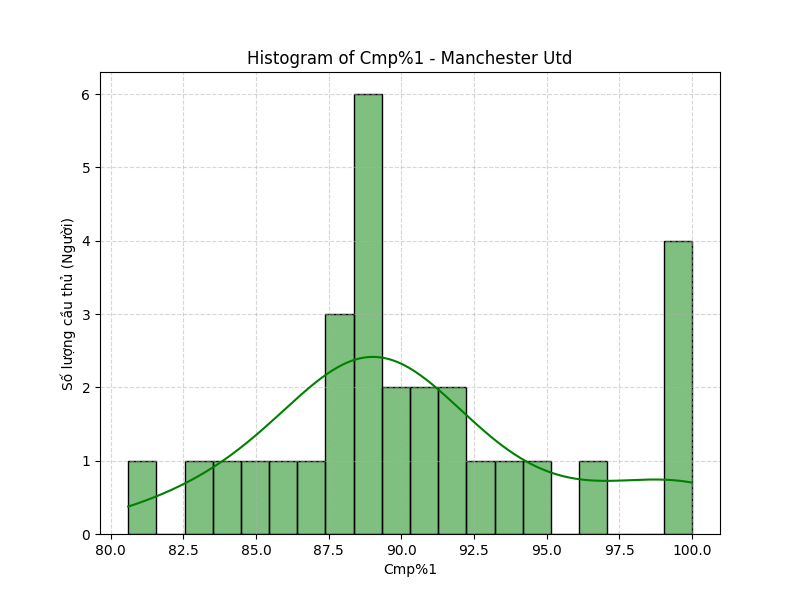 Histogram of Cmp%1 - Manchester Utd
Số lượng cầu thủ (Người)
6
5
4
3
2
1
0
80.0 82.5 85.0 87.5 90.0 92.5 95.0 97.5 100.0
Cmp%1